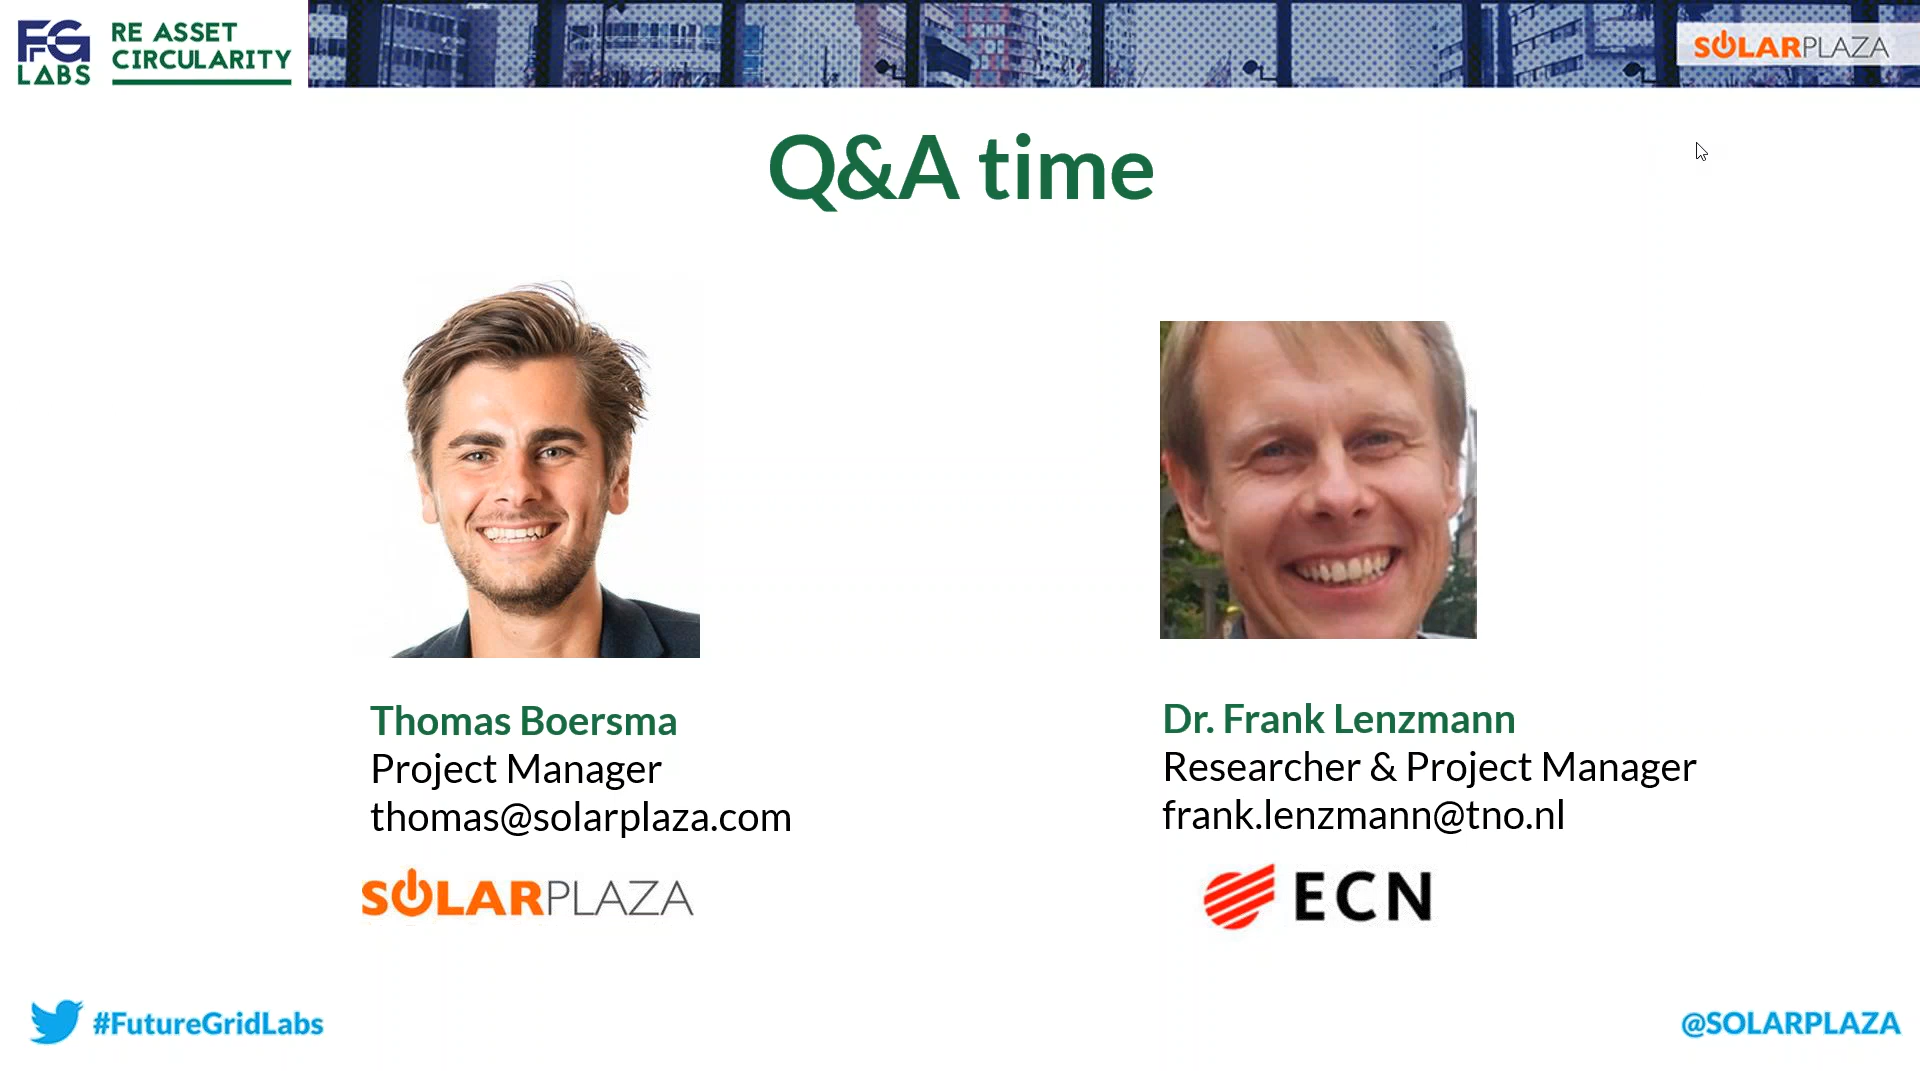 FG
LABS
RE ASSET
CIRCULARITY
SOLARPLAZA
Q&A time
Thomas Boersma
Project Manager
thomas@solarplaza.com
SOLARPLAZA
Dr. Frank Lenzmann
Researcher & Project Manager
frank.lenzmann@tno.nl
ECN
#FutureGridLabs
@SOLARPLAZA